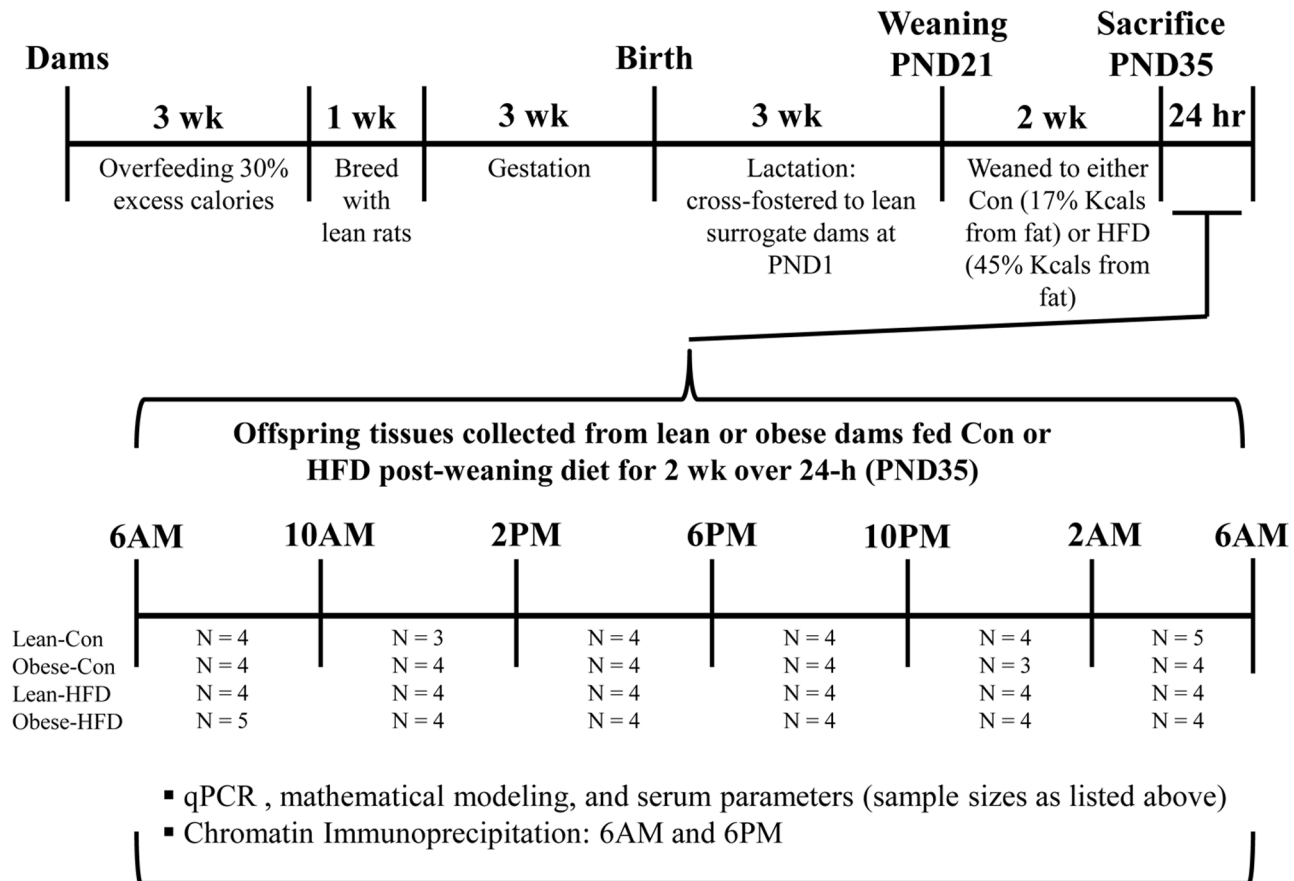 Dams
Birth
Weaning
PND21
Sacrifice
PND35
3 wk
1 wk
3 wk
3 wk
2 wk
24 hr
Overfeeding 30%
excess calories
Breed
with
lean rats
Gestation
Lactation:
cross-fostered to lean
surrogate dams at
PND1
Weaned to either
Con (17% Kcals
from fat) or HFD
(45% Kcals from
fat)
Offspring tissues collected from lean or obese dams fed Con or
HFD post-weaning diet for 2 wk over 24-h (PND35)
6AM 10AM 2PM 6PM 10PM 2AM 6AM
Lean-Con N = 4 N = 3 N = 4 N = 4 N = 4 N = 5
Obese-Con N = 4 N = 4 N = 4 N = 4 N = 3 N = 4
Lean-HFD N = 4 N = 4 N = 4 N = 4 N = 4 N = 4
Obese-HFD N = 5 N = 4 N = 4 N = 4 N = 4 N = 4
▪ qPCR , mathematical modeling, and serum parameters (sample sizes as listed above)
▪ Chromatin Immunoprecipitation: 6AM and 6PM